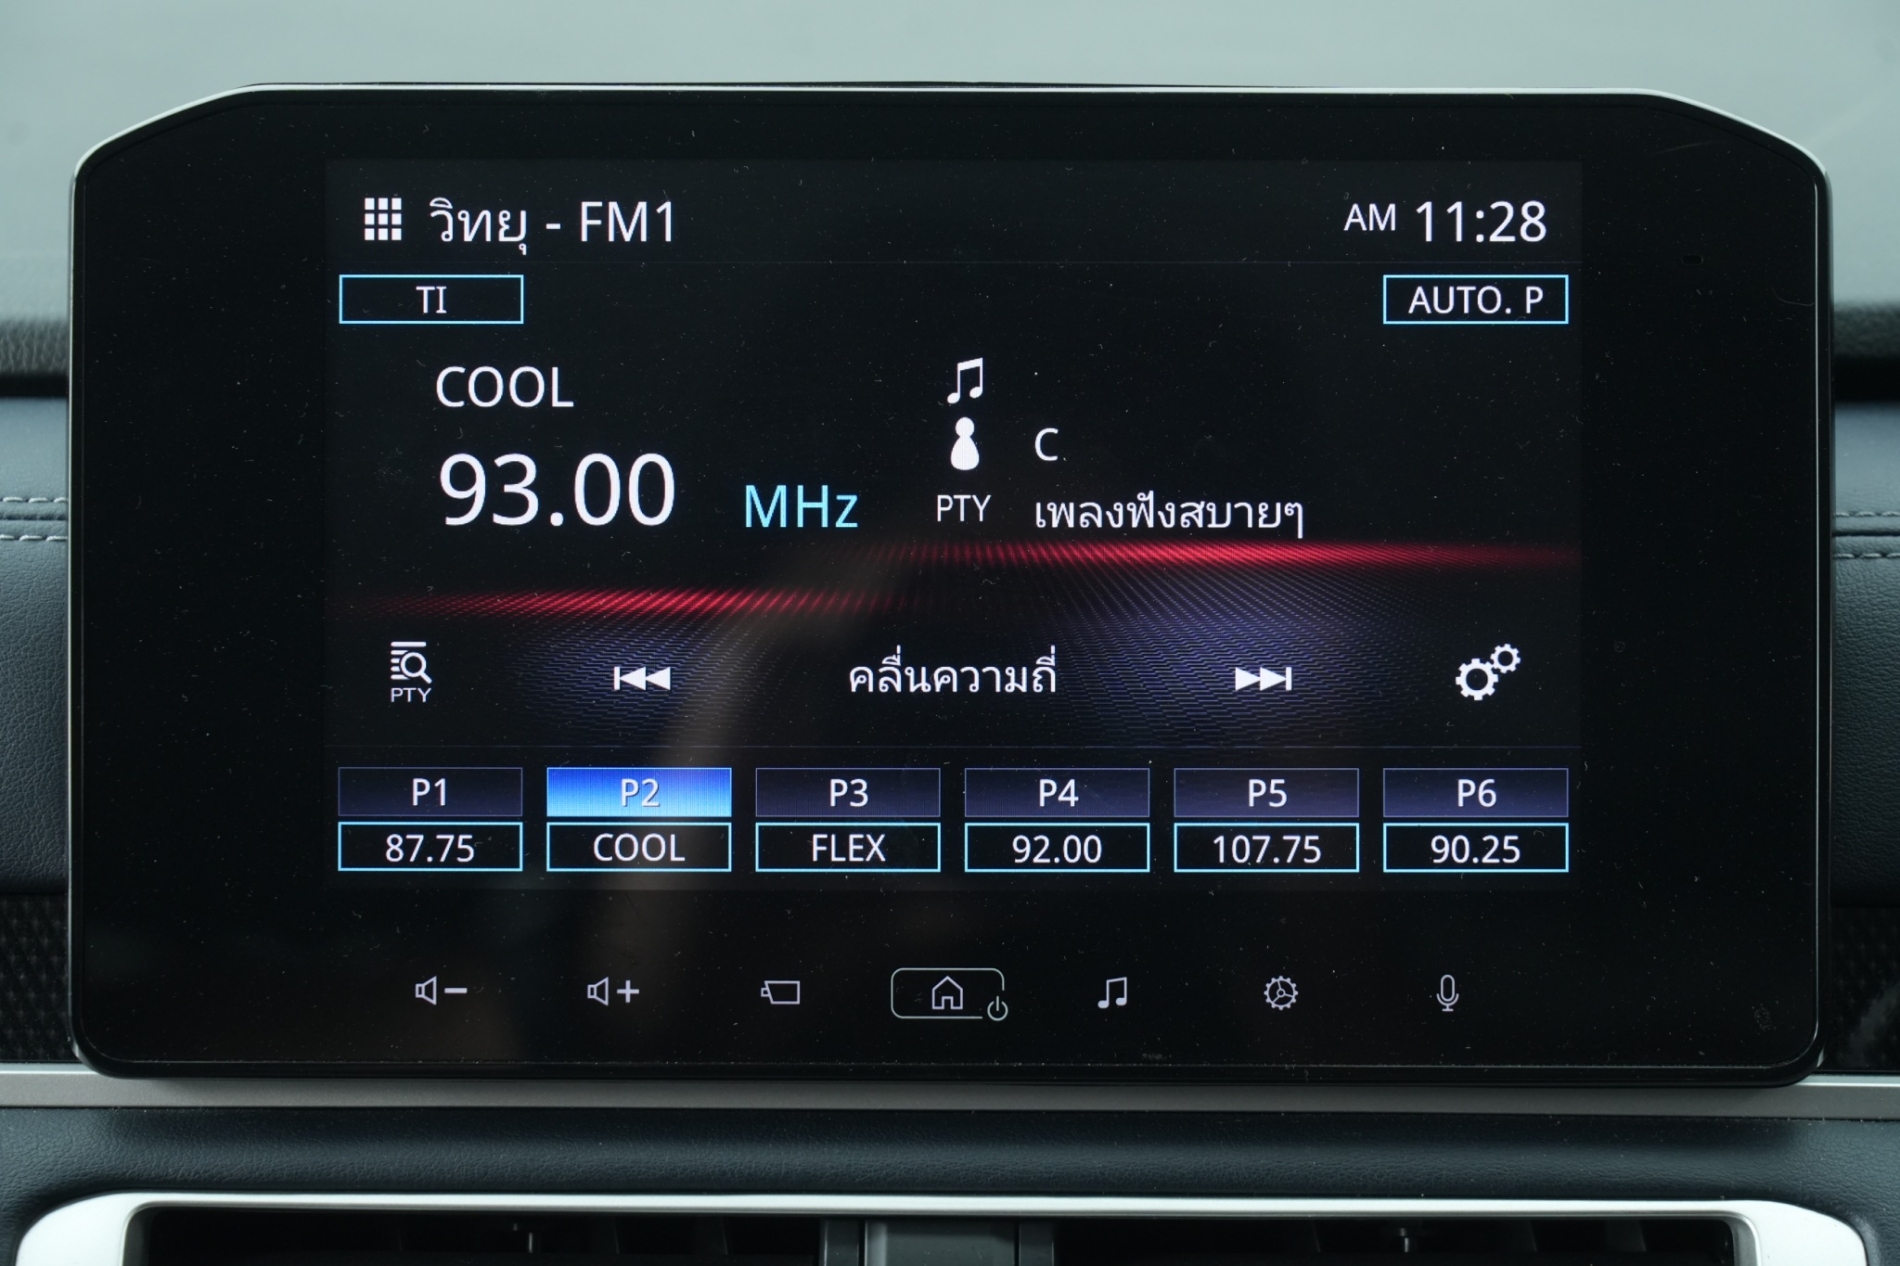 วิทยุ - FM1
AM 11:28
TI
AUTO. P
COOL
93.00 MHz
C
PTY เพลงฟังสบายๆ
PTY
คลื่นความถี่
P1 P2 P3 P4 P5 P6
87.75 COOL FLEX 92.00 107.75 90.25